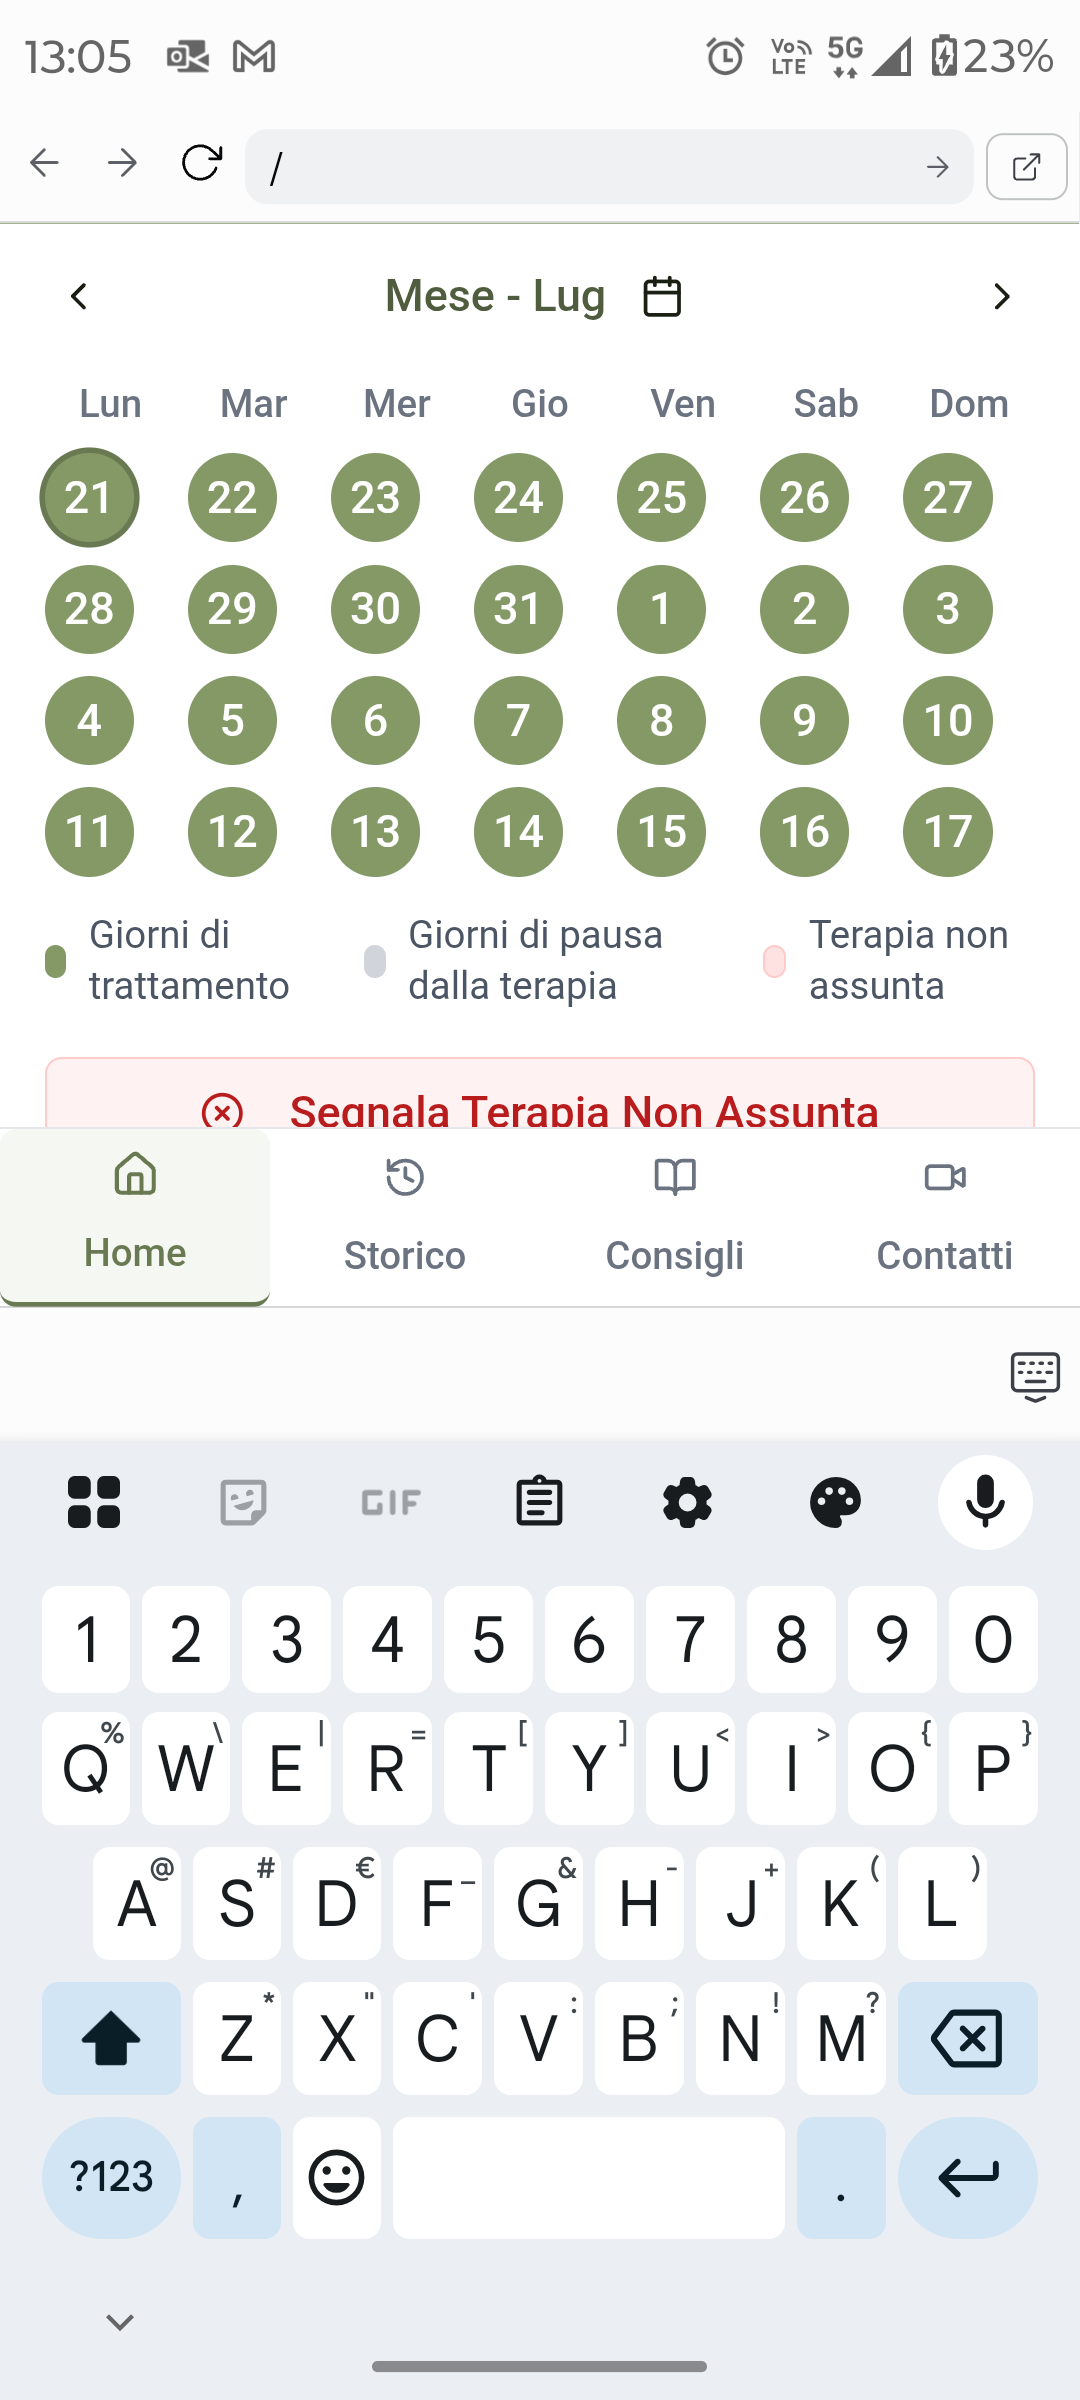 13:05 Vo LTE 5G 23%
/
Mese - Lug
Lun Mar Mer Gio Ven Sab Dom
21 22 23 24 25 26 27
28 29 30 31 1 2 3
4 5 6 7 8 9 10
11 12 13 14 15 16 17
Giorni di trattamento
Giorni di pausa dalla terapia
Terapia non assunta
Segnala Terapia Non Assunta
Home Storico Consigli Contatti
GIF
1 2 3 4 5 6 7 8 9 0
% \ | = [ ] < > { }
Q W E R T Y U I O P
@ # € _ & - + ( )
A S D F G H J K L
* " ' : ; ! ?
Z X C V B N M
?123 , .